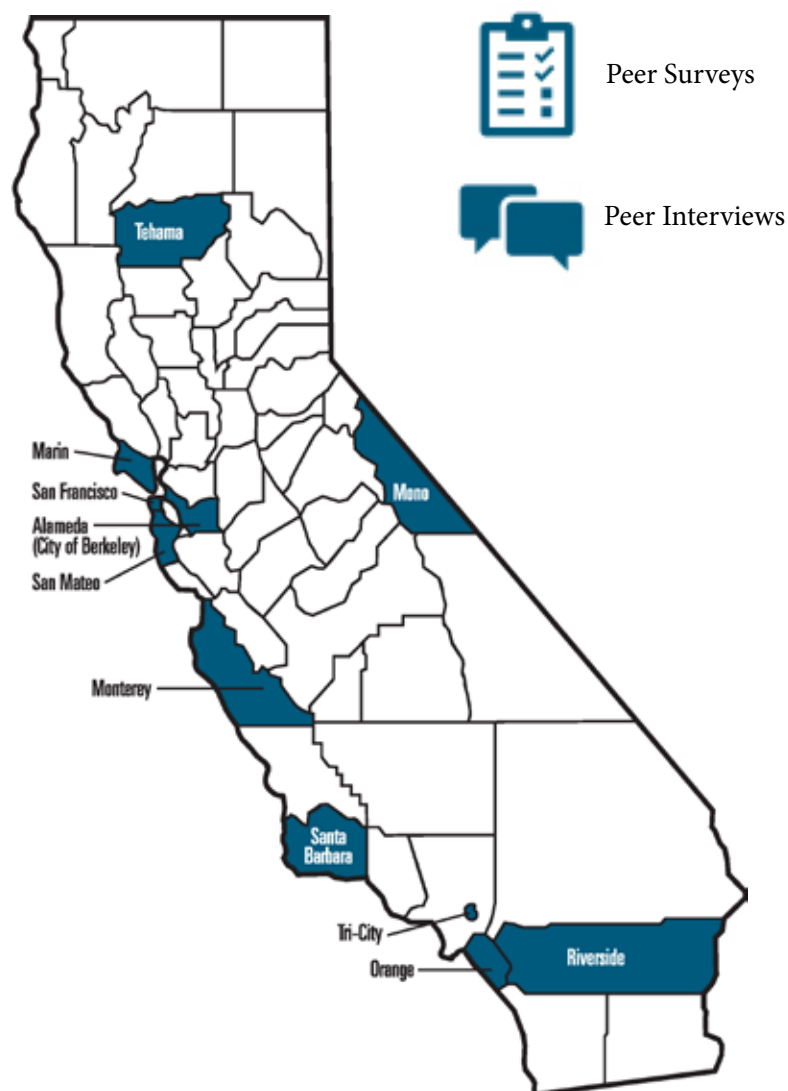 Peer Surveys
Peer Interviews
Tehama
Marin
San Francisco
Alameda
(City of Berkeley)
San Mateo
Mono
Monterey
Santa
Barbara
Tri-City
Orange
Riverside